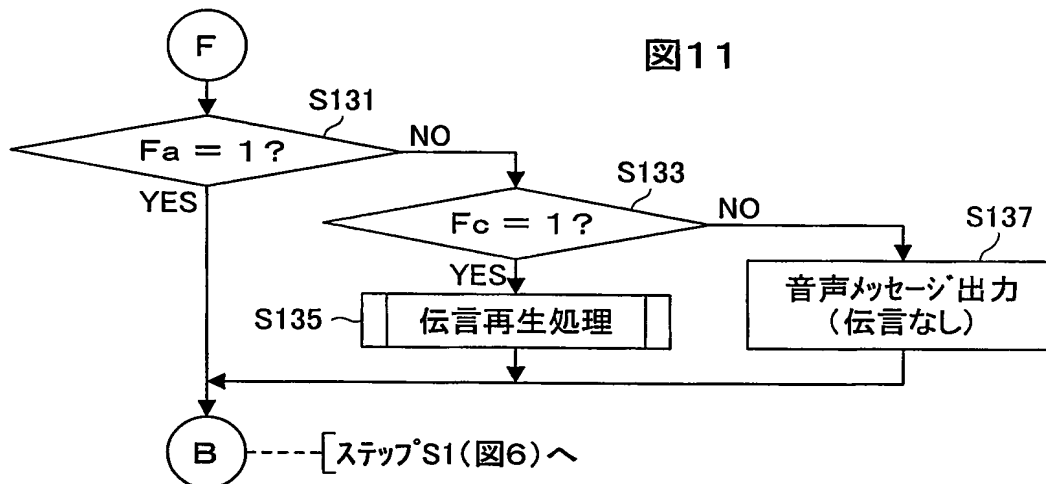 F
図11
S131
Fa = 1?
NO
YES
S133
Fc = 1?
NO
YES
S137
音声メッセージ出力
(伝言なし)
S135
伝言再生処理
B
ステップS1(図6)へ